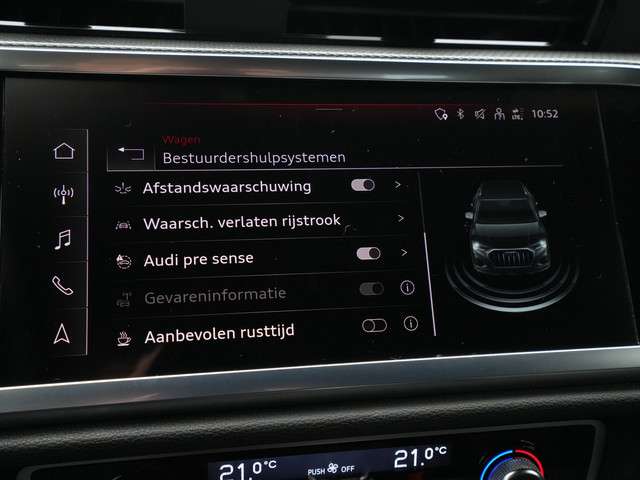 LTE
10:52
Wagen
Bestuurdershulpsystemen
Afstandswaarschuwing
Waarsch. verlaten rijstrook
Audi pre sense
Gevareninformatie
Aanbevolen rusttijd
21.0°C
PUSH OFF
21.0°C